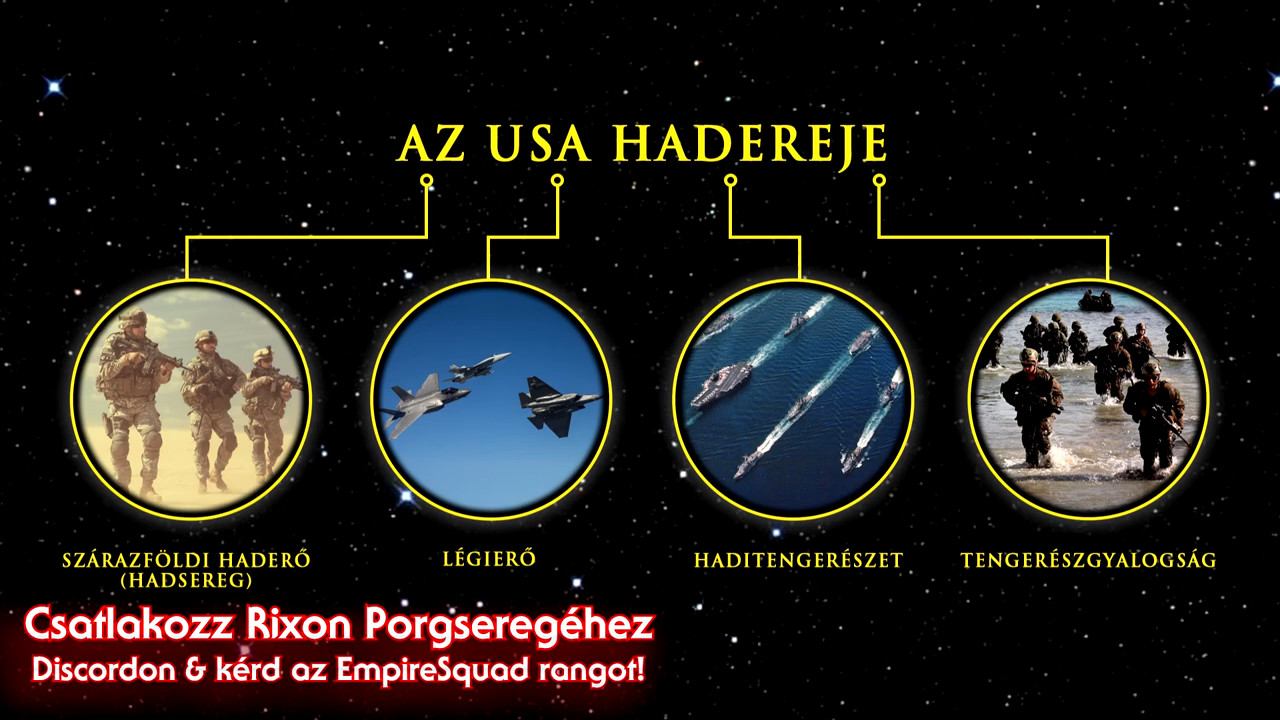 AZ USA HADEREJE
SZÁRAZFÖLDI HADERŐ
(HADSEREG)
LÉGIERŐ
HADITENGERÉSZET
TENGERÉSZGYALOGSÁG
Csatlakozz Rixon Porgseregéhez
Discordon & kérd az EmpireSquad rangot!